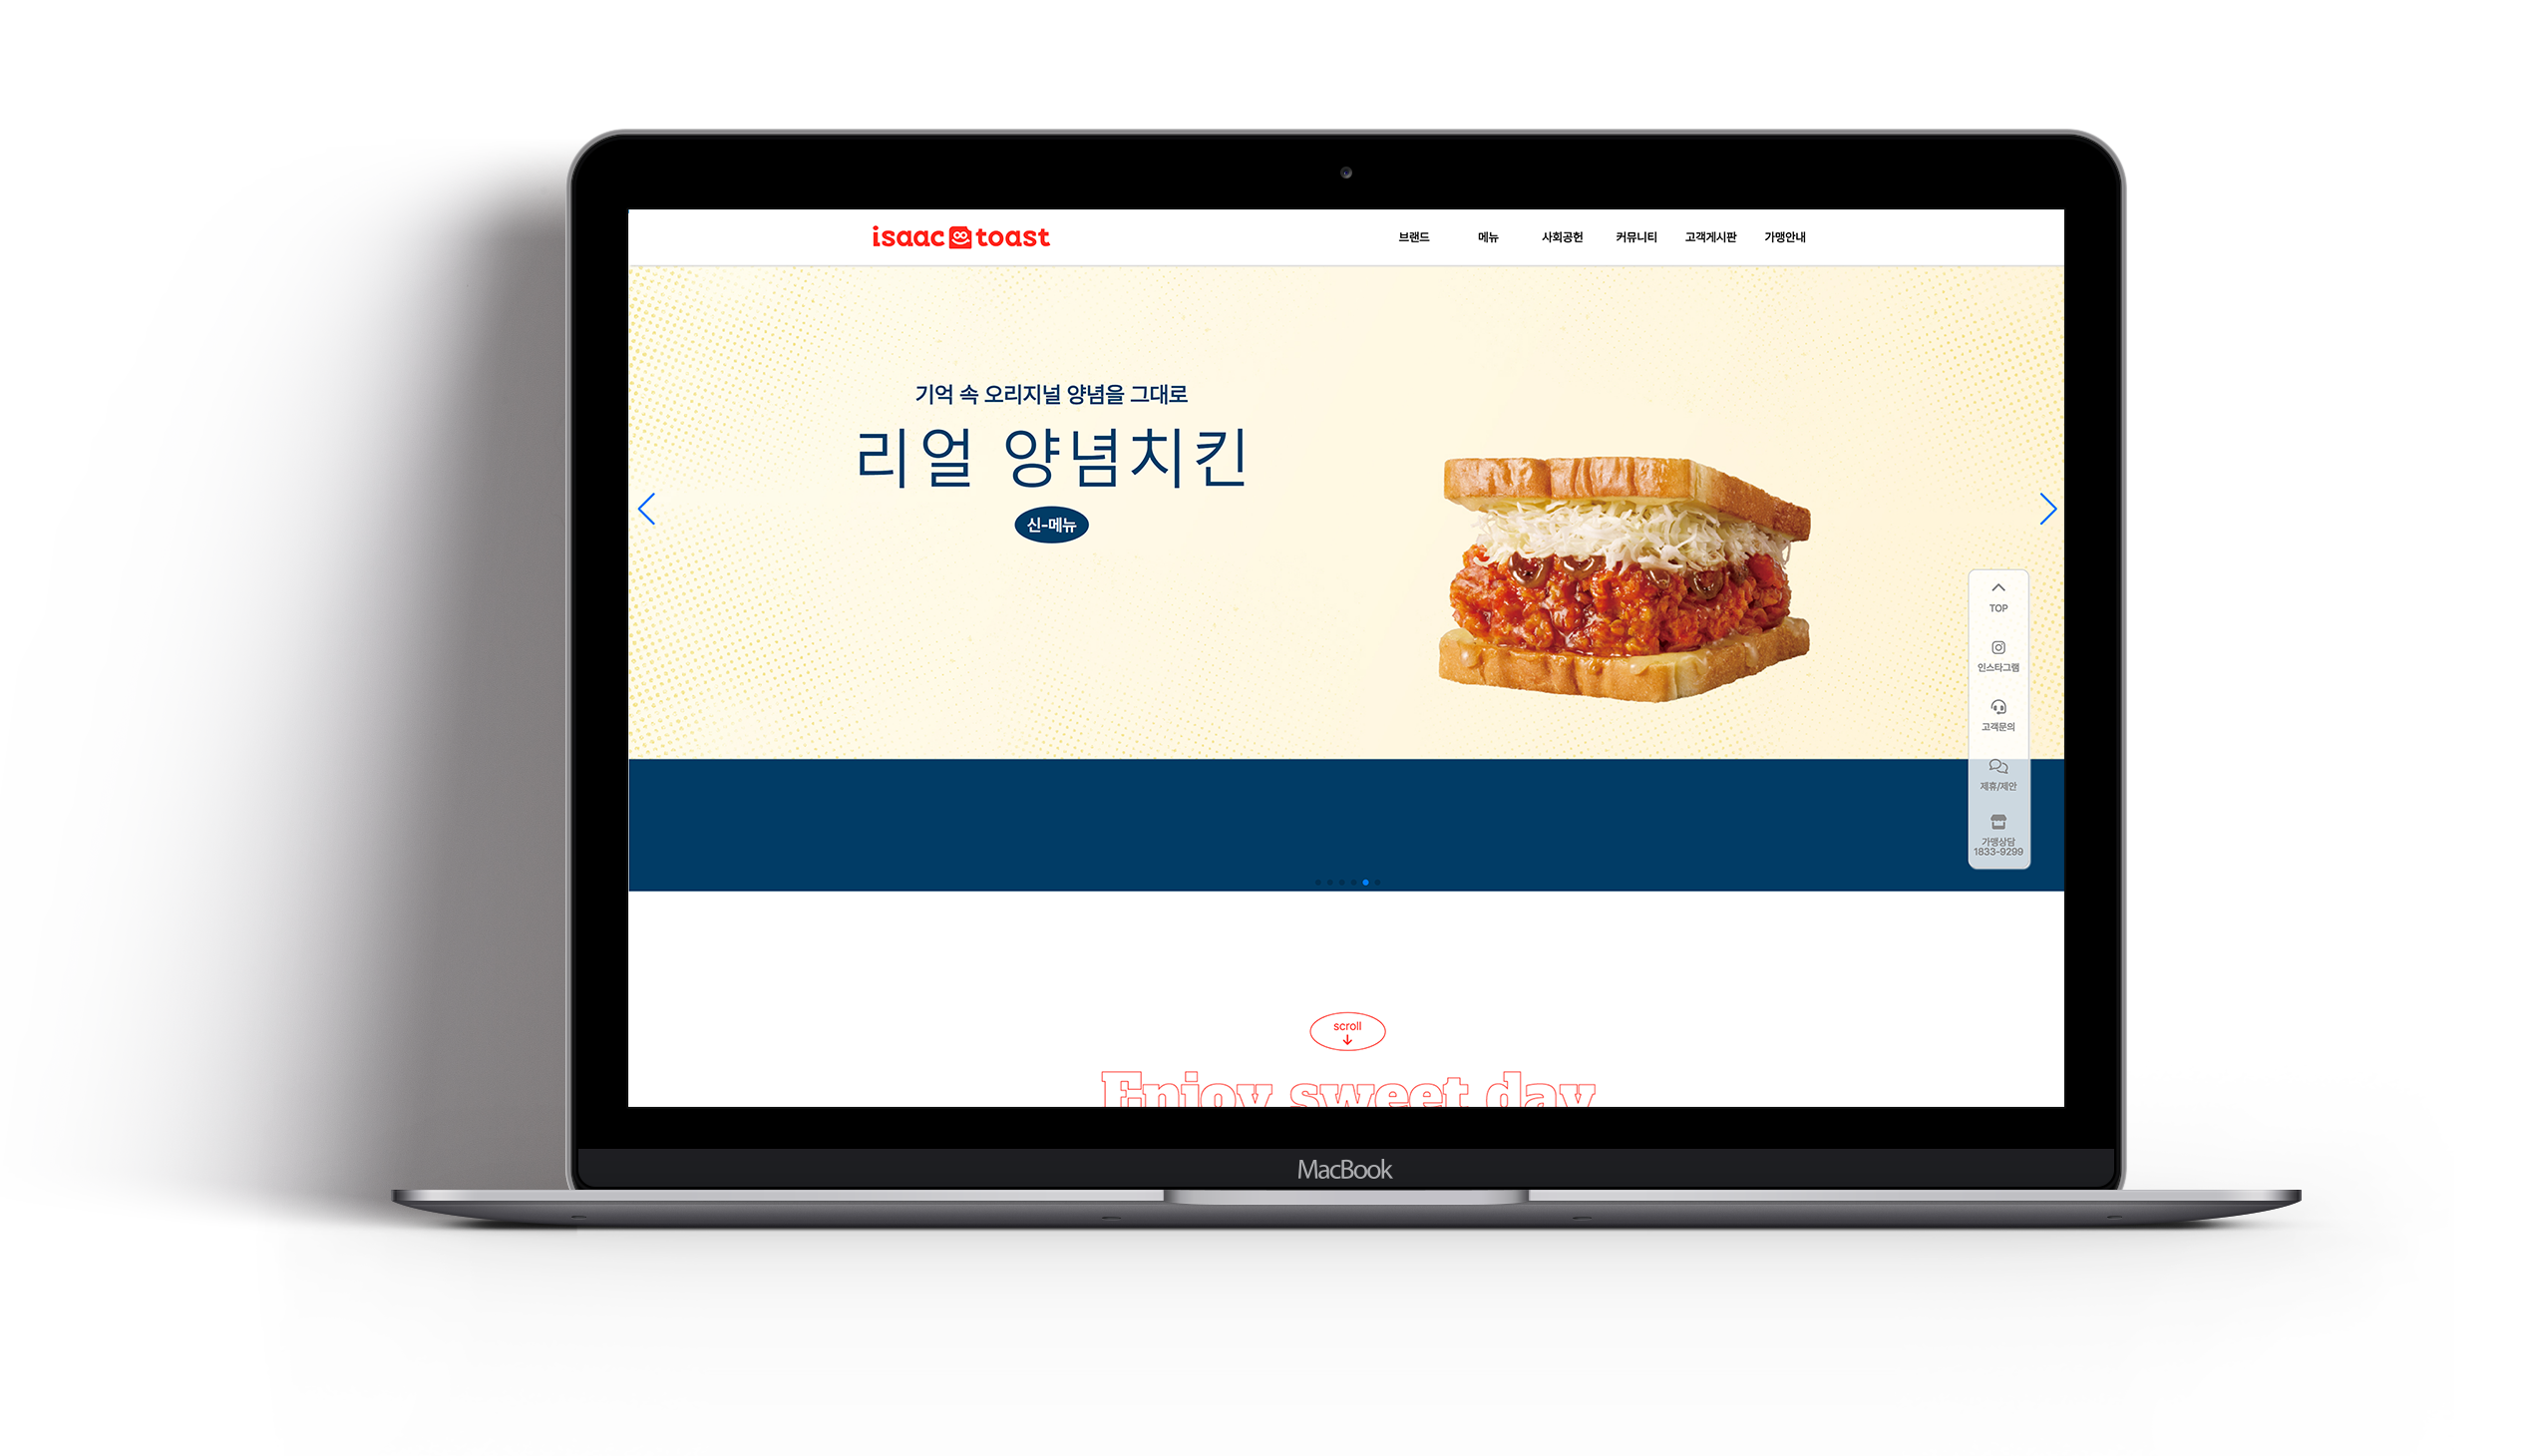 isaac toast
브랜드 메뉴 사회공헌 커뮤니티 고객게시판 가맹안내
기억 속 오리지널 양념을 그대로
리얼 양념치킨
신-메뉴
TOP
인스타그램
고객문의
제휴/제안
가맹상담
1833-9299
scroll
Enjoy sweet day
MacBook